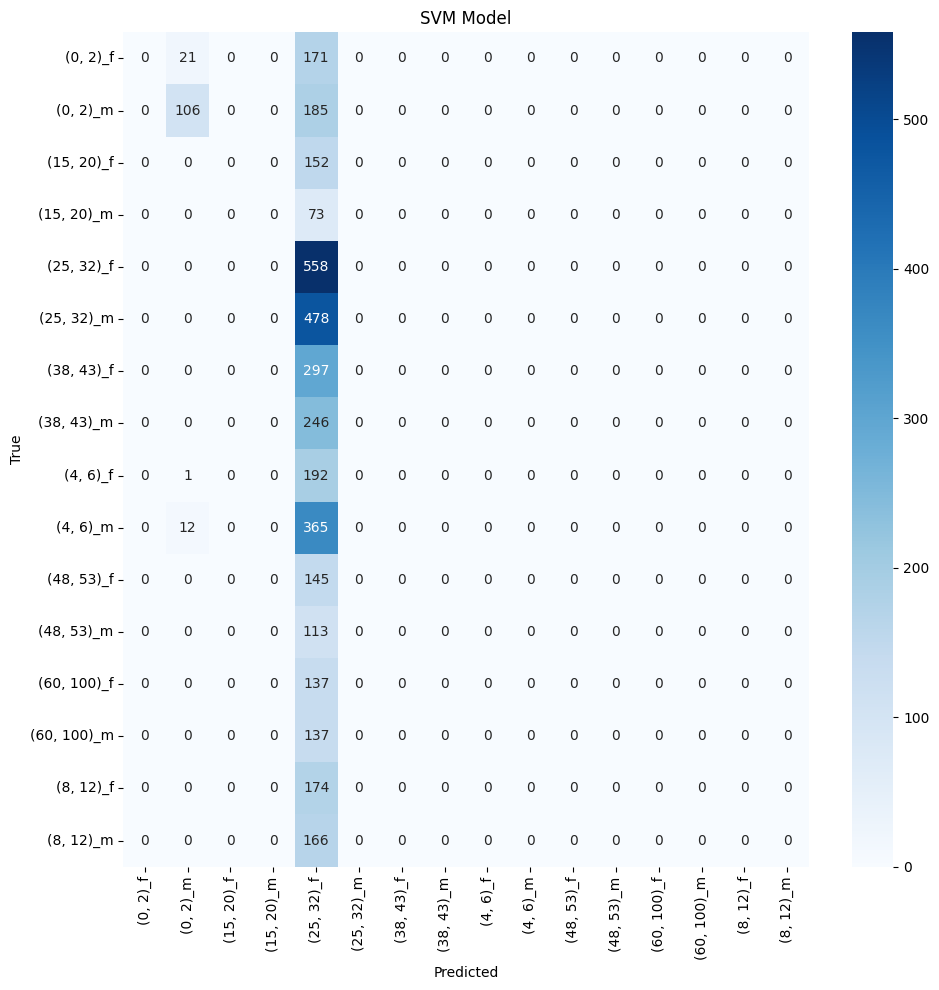 SVM Model
(0, 2)_f 0 21 0 0 171 0 0 0 0 0 0 0 0 0 0 0
(0, 2)_m 0 106 0 0 185 0 0 0 0 0 0 0 0 0 0 0
(15, 20)_f 0 0 0 0 152 0 0 0 0 0 0 0 0 0 0 0
(15, 20)_m 0 0 0 0 73 0 0 0 0 0 0 0 0 0 0 0
(25, 32)_f 0 0 0 0 558 0 0 0 0 0 0 0 0 0 0 0
(25, 32)_m 0 0 0 0 478 0 0 0 0 0 0 0 0 0 0 0
(38, 43)_f 0 0 0 0 297 0 0 0 0 0 0 0 0 0 0 0
(38, 43)_m 0 0 0 0 246 0 0 0 0 0 0 0 0 0 0 0
(4, 6)_f 0 1 0 0 192 0 0 0 0 0 0 0 0 0 0 0
(4, 6)_m 0 12 0 0 365 0 0 0 0 0 0 0 0 0 0 0
(48, 53)_f 0 0 0 0 145 0 0 0 0 0 0 0 0 0 0 0
(48, 53)_m 0 0 0 0 113 0 0 0 0 0 0 0 0 0 0 0
(60, 100)_f 0 0 0 0 137 0 0 0 0 0 0 0 0 0 0 0
(60, 100)_m 0 0 0 0 137 0 0 0 0 0 0 0 0 0 0 0
(8, 12)_f 0 0 0 0 174 0 0 0 0 0 0 0 0 0 0 0
(8, 12)_m 0 0 0 0 166 0 0 0 0 0 0 0 0 0 0 0
True
(0, 2)_f
(0, 2)_m
(15, 20)_f
(15, 20)_m
(25, 32)_f
(25, 32)_m
(38, 43)_f
(38, 43)_m
(4, 6)_f
(4, 6)_m
(48, 53)_f
(48, 53)_m
(60, 100)_f
(60, 100)_m
(8, 12)_f
(8, 12)_m
Predicted
500
400
300
200
100
0